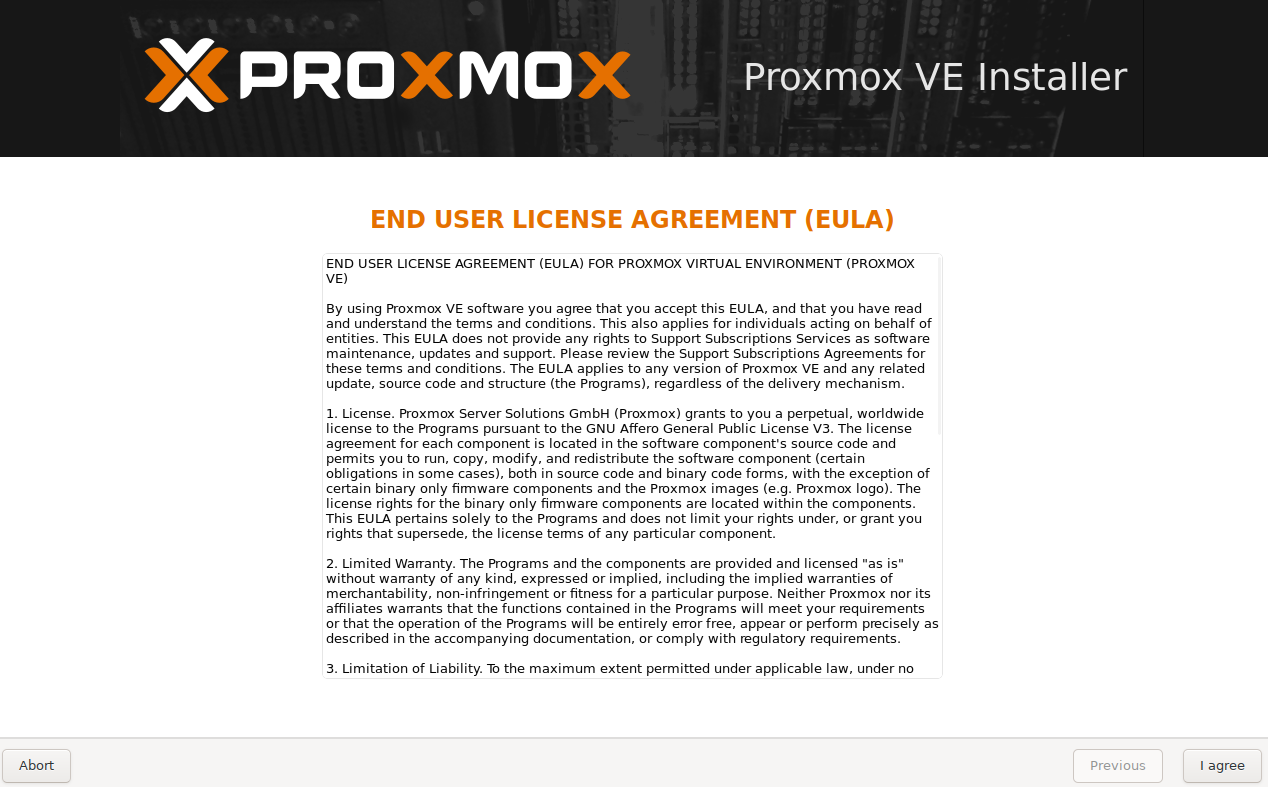 PROXMOX
Proxmox VE Installer
END USER LICENSE AGREEMENT (EULA)
END USER LICENSE AGREEMENT (EULA) FOR PROXMOX VIRTUAL ENVIRONMENT (PROXMOX
VE)
By using Proxmox VE software you agree that you accept this EULA, and that you have read
and understand the terms and conditions. This also applies for individuals acting on behalf of
entities. This EULA does not provide any rights to Support Subscriptions Services as software
maintenance, updates and support. Please review the Support Subscriptions Agreements for
these terms and conditions. The EULA applies to any version of Proxmox VE and any related
update, source code and structure (the Programs), regardless of the delivery mechanism.
1. License. Proxmox Server Solutions GmbH (Proxmox) grants to you a perpetual, worldwide
license to the Programs pursuant to the GNU Affero General Public License V3. The license
agreement for each component is located in the software component's source code and
permits you to run, copy, modify, and redistribute the software component (certain
obligations in some cases), both in source code and binary code forms, with the exception of
certain binary only firmware components and the Proxmox images (e.g. Proxmox logo). The
license rights for the binary only firmware components are located within the components.
This EULA pertains solely to the Programs and does not limit your rights under, or grant you
rights that supersede, the license terms of any particular component.
2. Limited Warranty. The Programs and the components are provided and licensed "as is"
without warranty of any kind, expressed or implied, including the implied warranties of
merchantability, non-infringement or fitness for a particular purpose. Neither Proxmox nor its
affiliates warrants that the functions contained in the Programs will meet your requirements
or that the operation of the Programs will be entirely error free, appear or perform precisely as
described in the accompanying documentation, or comply with regulatory requirements.
3. Limitation of Liability. To the maximum extent permitted under applicable law, under no
Abort
Previous
I agree